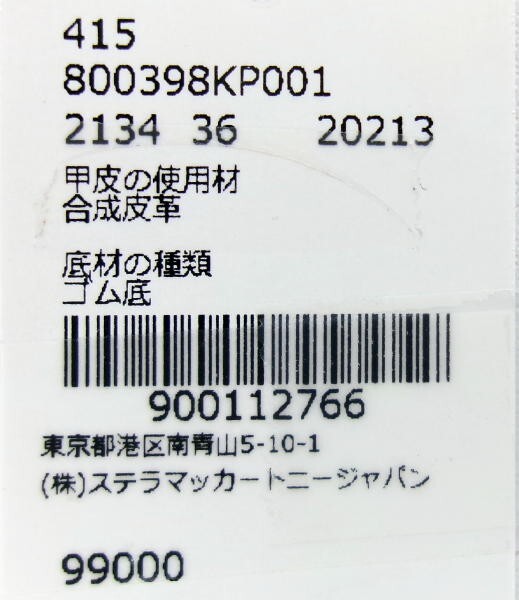 415
800398KP001
2134 36 20213
甲皮の使用材
合成皮革
底材の種類
ゴム底
900112766
東京都港区南青山5-10-1
(株)ステラマッカートニージャパン
99000